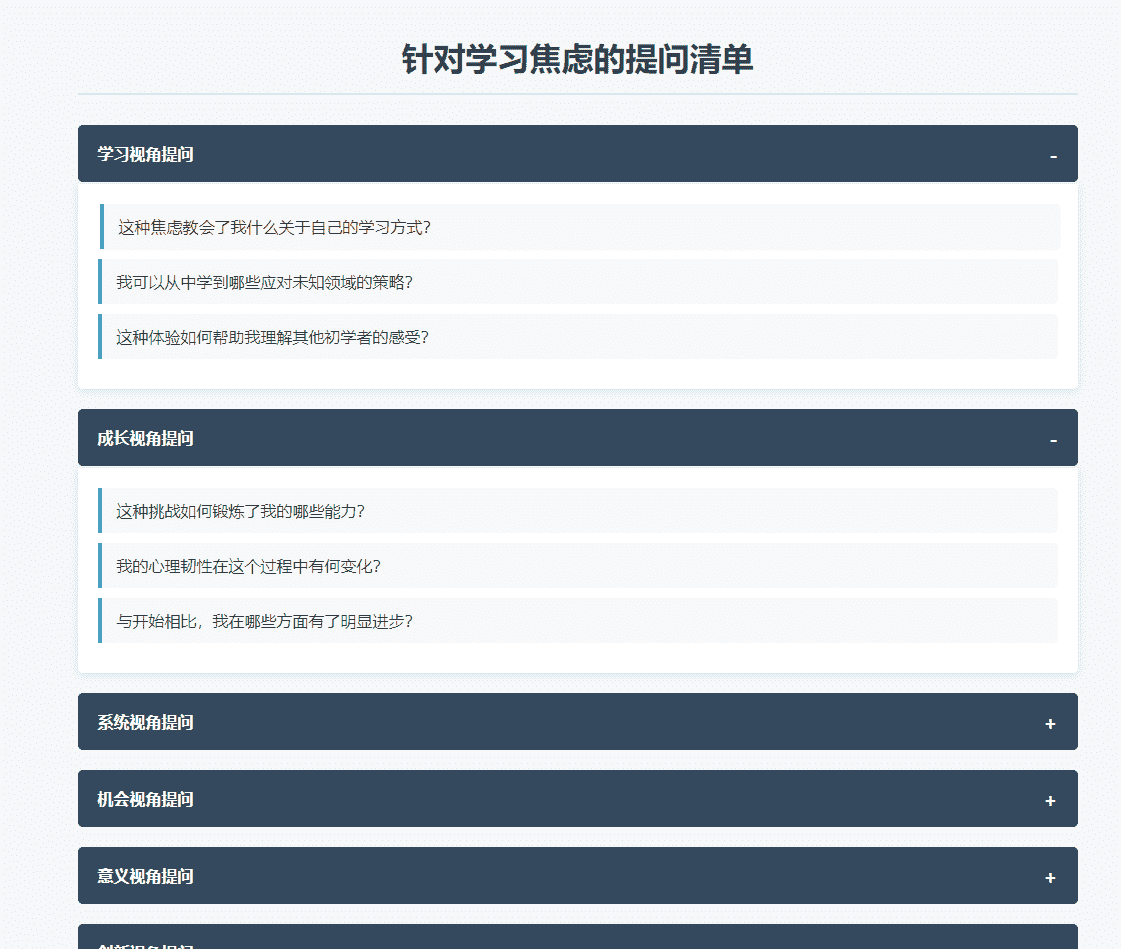 针对学习焦虑的提问清单
学习视角提问
-
这种焦虑教会了我什么关于自己的学习方式?
我可以从中学到哪些应对未知领域的策略?
这种体验如何帮助我理解其他初学者的感受?
成长视角提问
-
这种挑战如何锻炼了我的哪些能力?
我的心理韧性在这个过程中有何变化?
与开始相比，我在哪些方面有了明显进步?
系统视角提问
+
机会视角提问
+
意义视角提问
+
创新视角提问